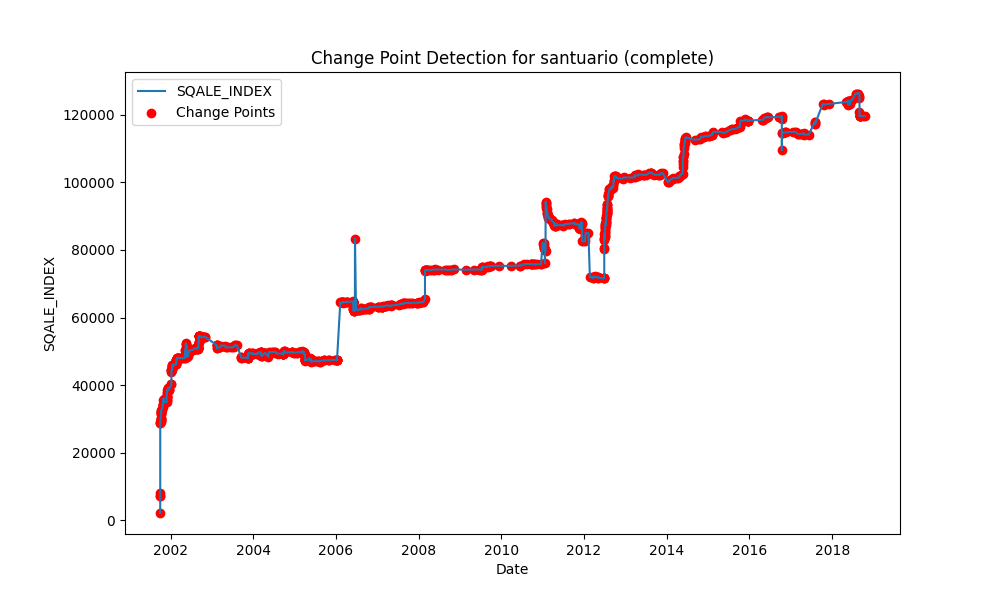 Change Point Detection for santuario (complete)
SQALE_INDEX
Change Points
120000
100000
80000
60000
40000
20000
0
SQALE_INDEX
2002 2004 2006 2008 2010 2012 2014 2016 2018
Date